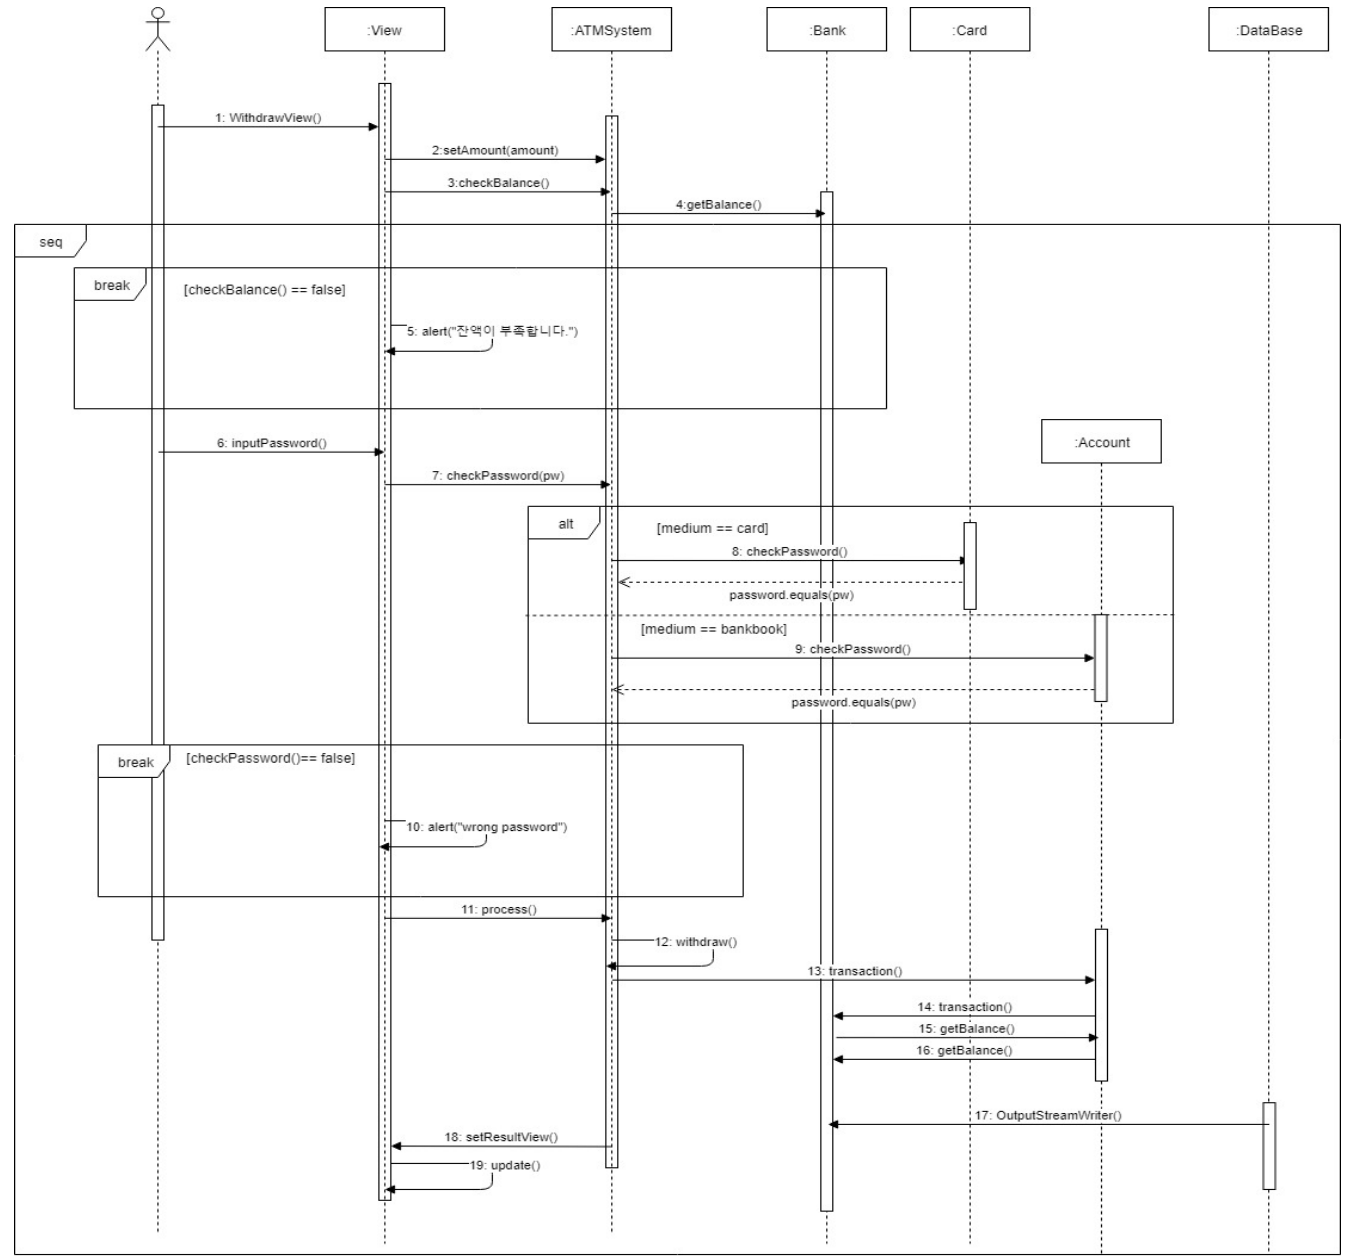 :View
:ATMSystem
:Bank
:Card
:DataBase
1: WithdrawView()
2:setAmount(amount)
3:checkBalance()
4:getBalance()
seq
break
[checkBalance() == false]
5: alert("잔액이 부족합니다.")
6: inputPassword()
:Account
7: checkPassword(pw)
alt
[medium == card]
8: checkPassword()
password.equals(pw)
[medium == bankbook]
9: checkPassword()
password.equals(pw)
break
[checkPassword()== false]
10: alert("wrong password")
11: process()
12: withdraw()
13: transaction()
14: transaction()
15: getBalance()
16: getBalance()
17: OutputStreamWriter()
18: setResultView()
19: update()